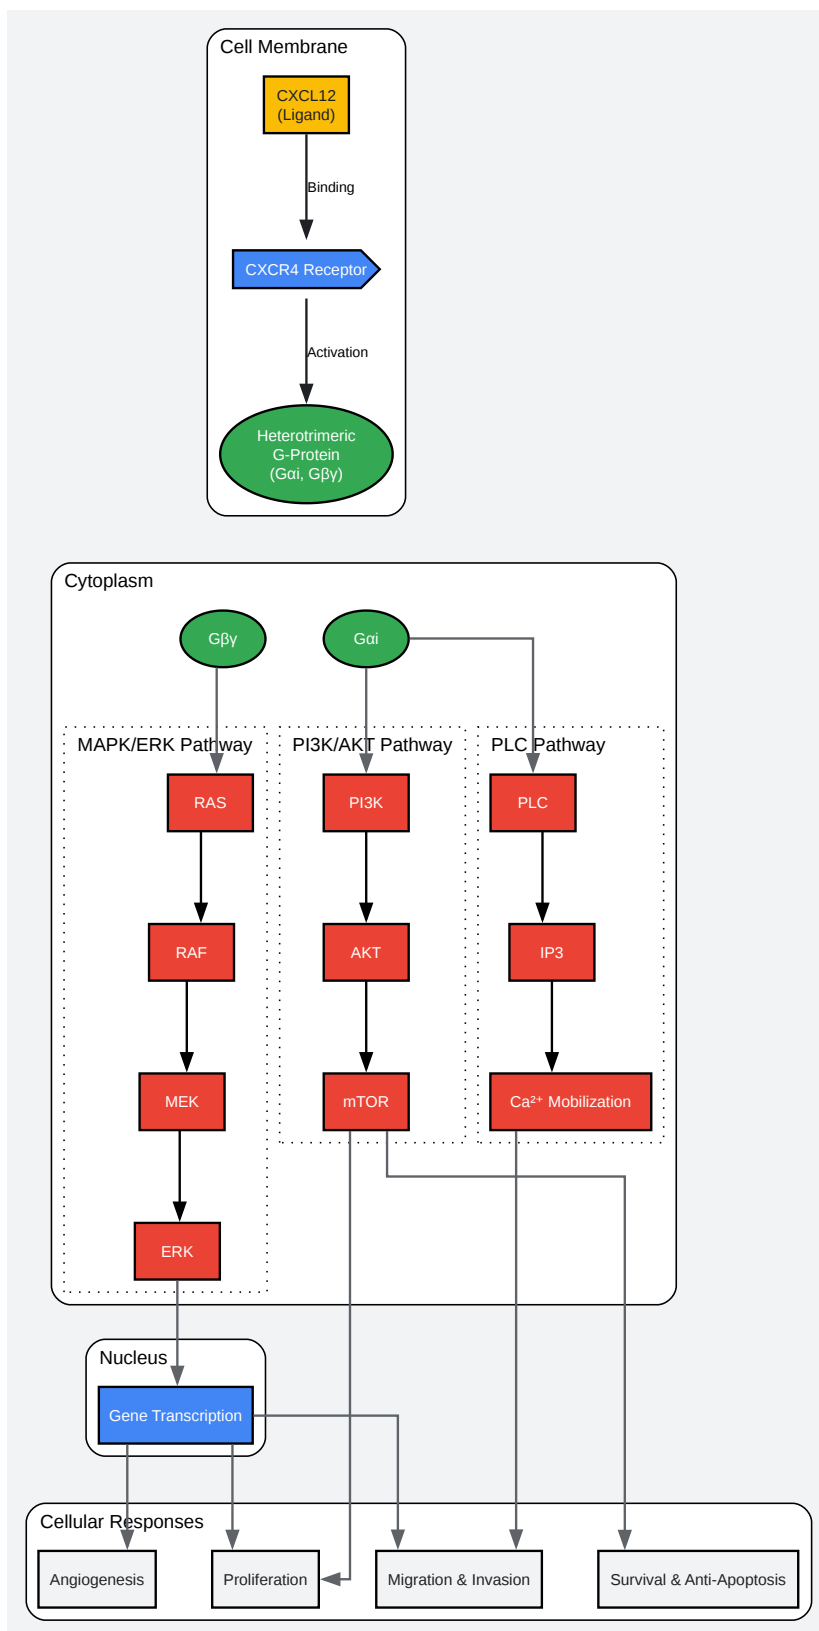 Cell Membrane
CXCL12
(Ligand)
Binding
CXCR4 Receptor
Activation
Heterotrimeric
G-Protein
(Gαi, Gβγ)
Cytoplasm
Gβγ
Gαi
MAPK/ERK Pathway
PI3K/AKT Pathway
PLC Pathway
RAS
PI3K
PLC
RAF
AKT
IP3
MEK
mTOR
Ca²⁺ Mobilization
ERK
Nucleus
Gene Transcription
Cellular Responses
Angiogenesis
Proliferation
Migration & Invasion
Survival & Anti-Apoptosis